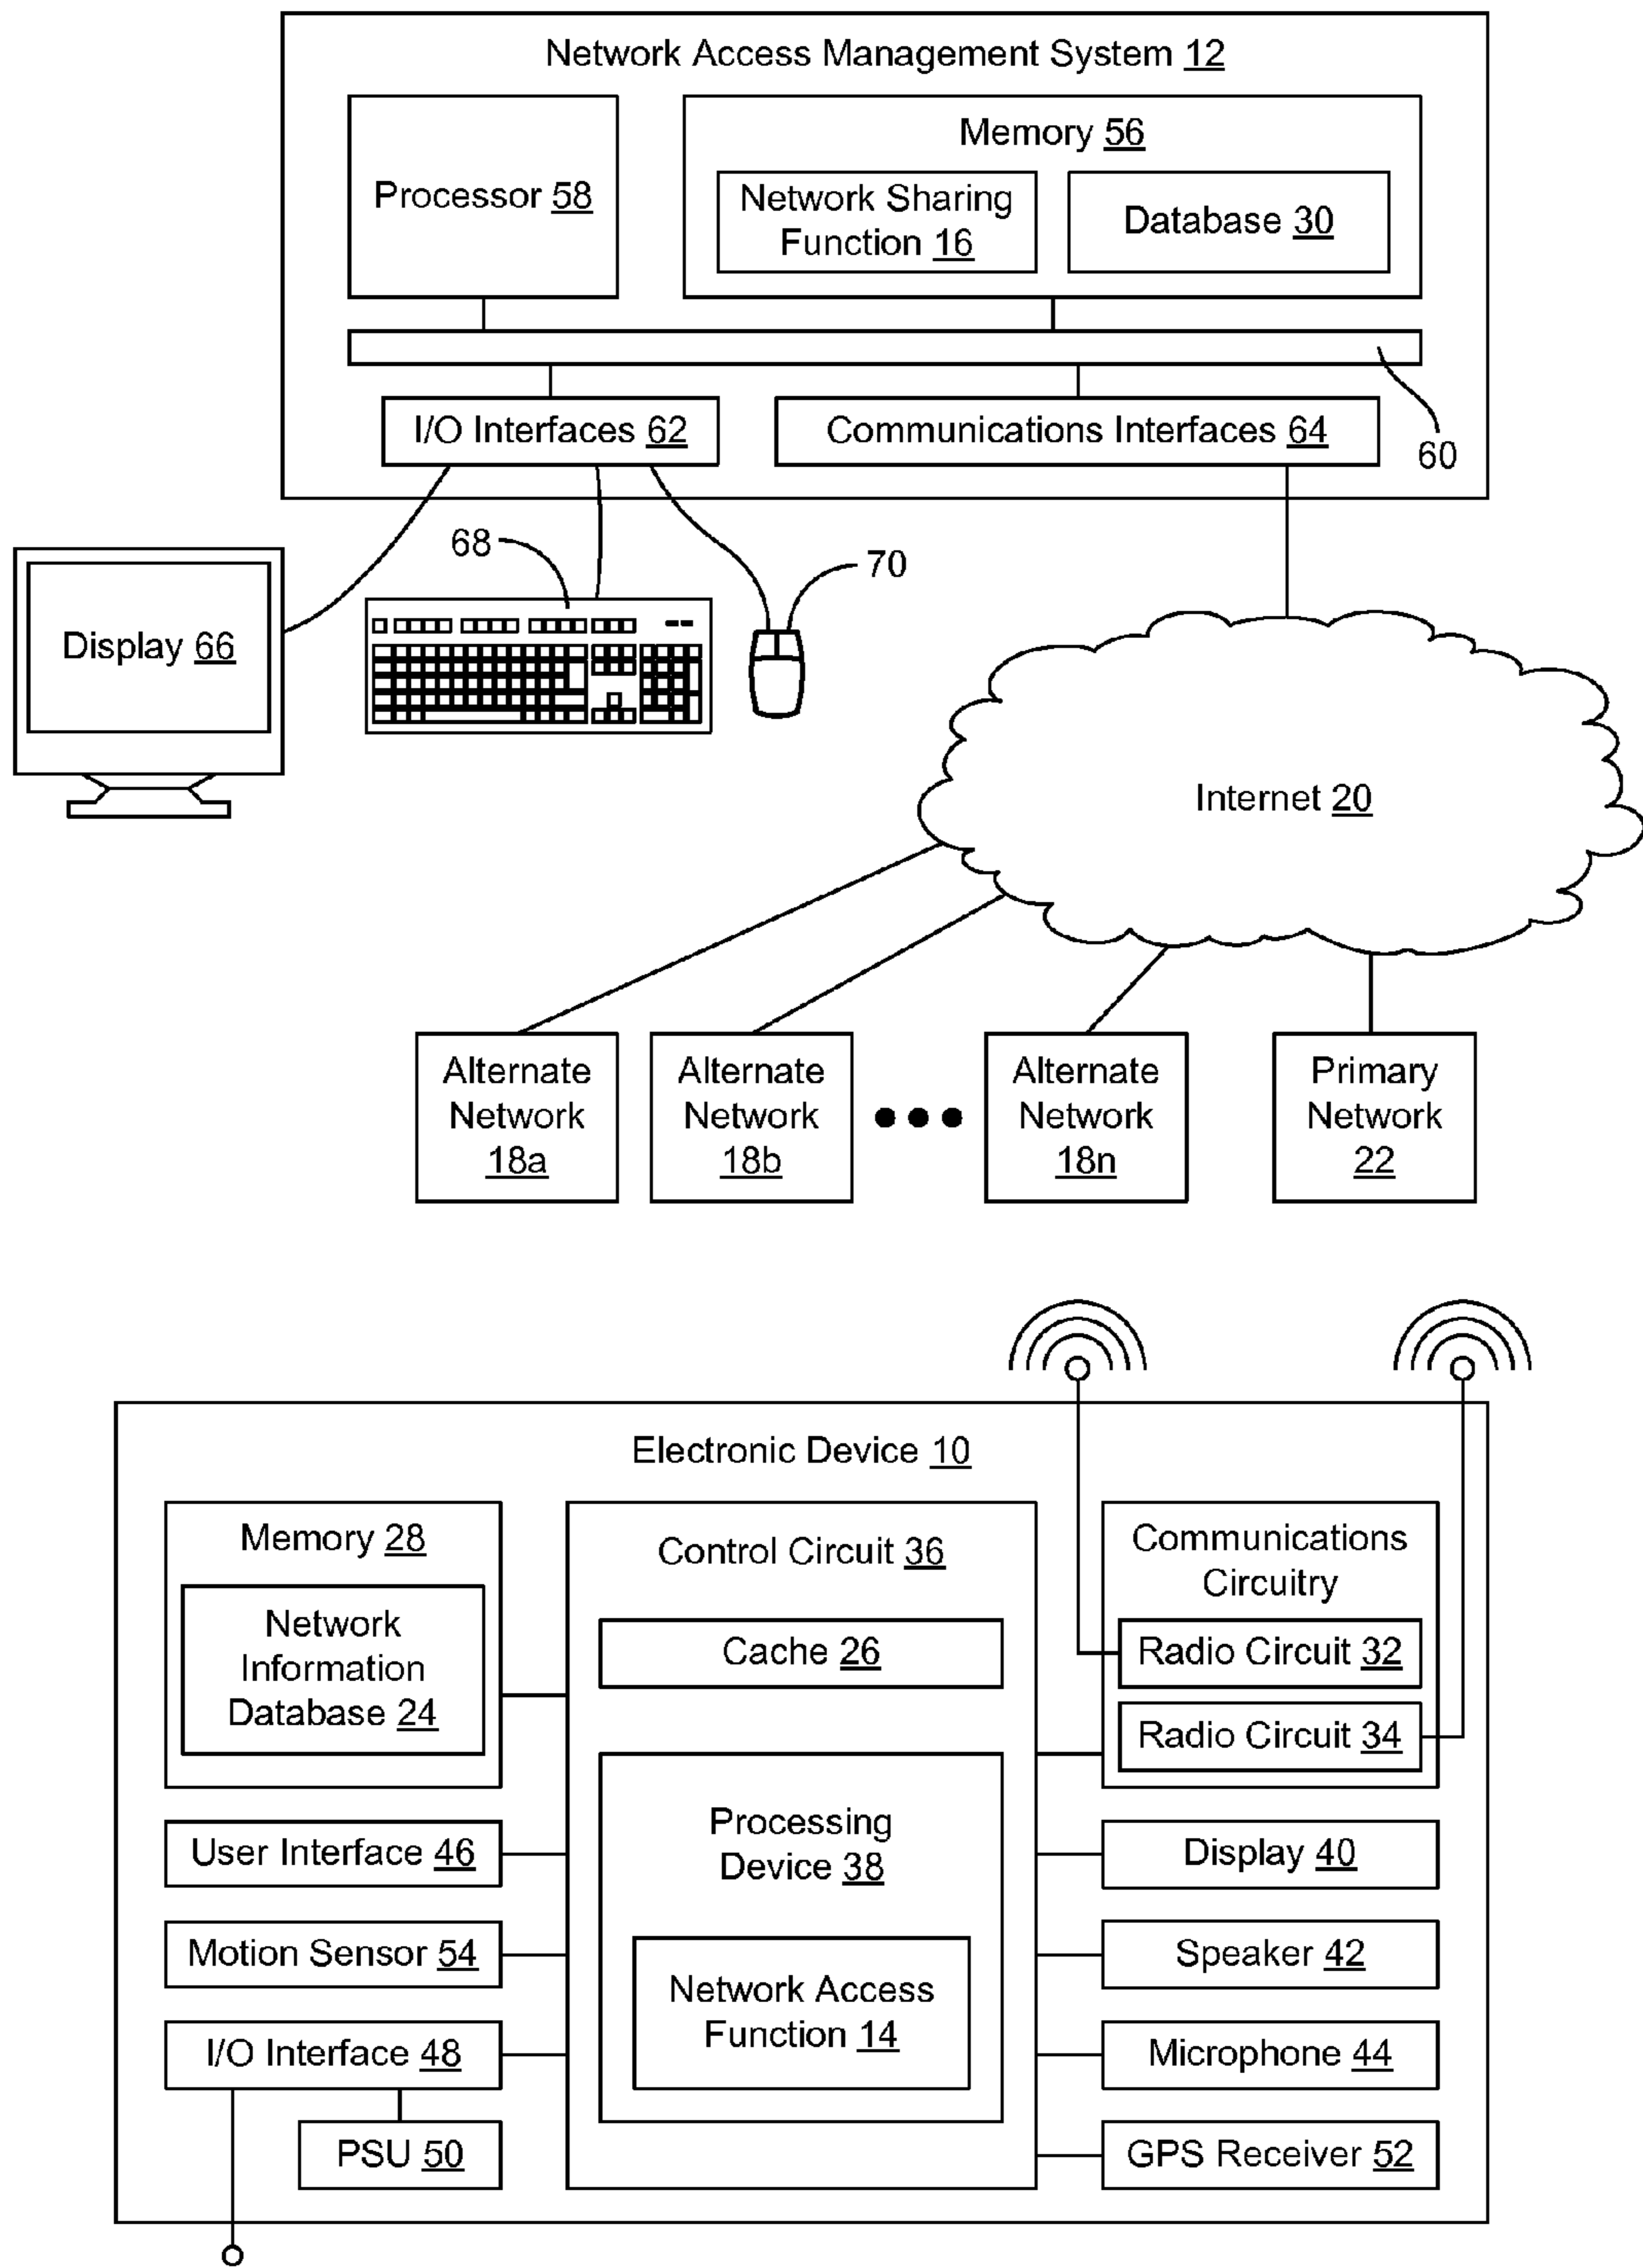 Network Access Management System 12
Processor 58
Memory 56
Network Sharing
Function 16
Database 30
I/O Interfaces 62
Communications Interfaces 64
60
68
70
Display 66
Internet 20
Alternate
Network
18a
Alternate
Network
18b
Alternate
Network
18n
Primary
Network
22
Electronic Device 10
Memory 28
Network
Information
Database 24
User Interface 46
Motion Sensor 54
I/O Interface 48
PSU 50
Control Circuit 36
Cache 26
Processing
Device 38
Network Access
Function 14
Communications
Circuitry
Radio Circuit 32
Radio Circuit 34
Display 40
Speaker 42
Microphone 44
GPS Receiver 52